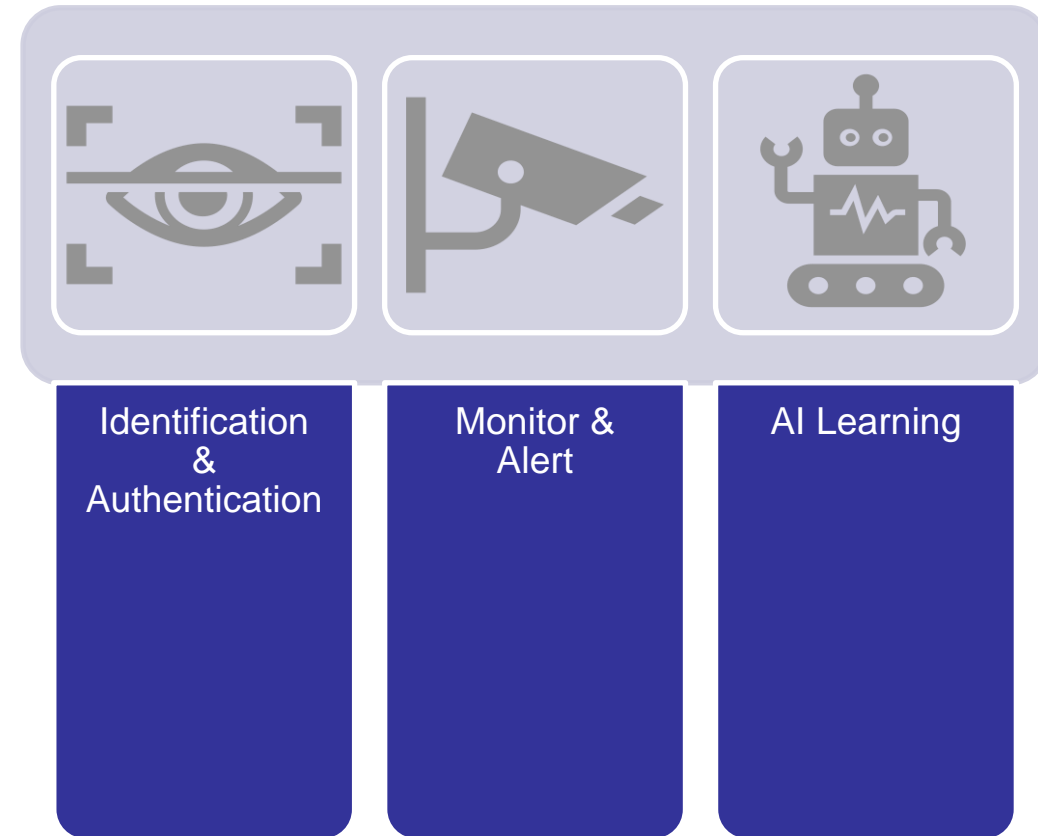 Identification
&
Authentication
Monitor &
Alert
AI Learning